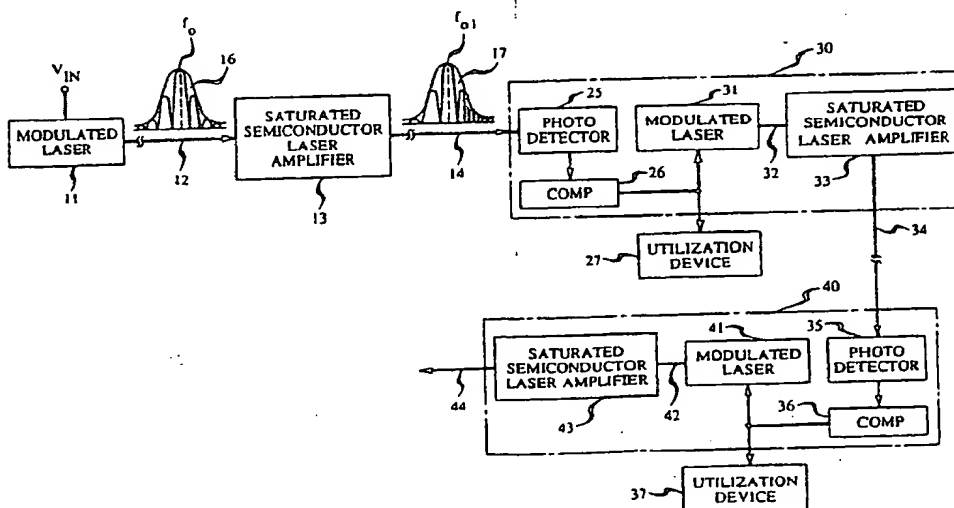 f₀
f₀₁
V_IN
16
17
30
25
31
MODULATED
LASER
11
12
SATURATED
SEMICONDUCTOR
LASER
AMPLIFIER
13
14
PHOTO
DETECTOR
MODULATED
LASER
32
SATURATED
SEMICONDUCTOR
LASER AMPLIFIER
33
COMP
26
34
27
UTILIZATION
DEVICE
40
41
35
SATURATED
SEMICONDUCTOR
LASER AMPLIFIER
43
44
42
MODULATED
LASER
PHOTO
DETECTOR
36
COMP
37
UTILIZATION
DEVICE